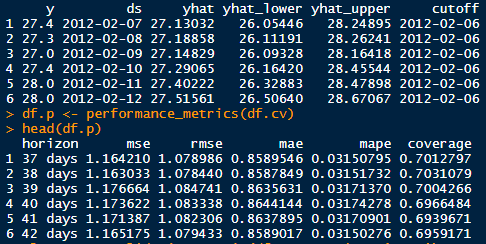 y ds yhat yhat_lower yhat_upper cutoff
1 27.4 2012-02-07 27.13032 26.05446 28.24895 2012-02-06
2 27.3 2012-02-08 27.18858 26.11191 28.26241 2012-02-06
3 27.0 2012-02-09 27.14829 26.09328 28.16418 2012-02-06
4 27.4 2012-02-10 27.29065 26.16420 28.45544 2012-02-06
5 28.0 2012-02-11 27.40222 26.32883 28.47898 2012-02-06
6 28.0 2012-02-12 27.51561 26.50640 28.67067 2012-02-06
> df.p <- performance_metrics(df.cv)
> head(df.p)
horizon mse rmse mae mape coverage
1 37 days 1.164210 1.078986 0.8589546 0.03150795 0.7012797
2 38 days 1.163033 1.078440 0.8587849 0.03151732 0.7031079
3 39 days 1.176664 1.084741 0.8635631 0.03171370 0.7004266
4 40 days 1.173622 1.083338 0.8644144 0.03174278 0.6966484
5 41 days 1.171387 1.082306 0.8637895 0.03170901 0.6939671
6 42 days 1.165175 1.079433 0.8589017 0.03150276 0.6959171